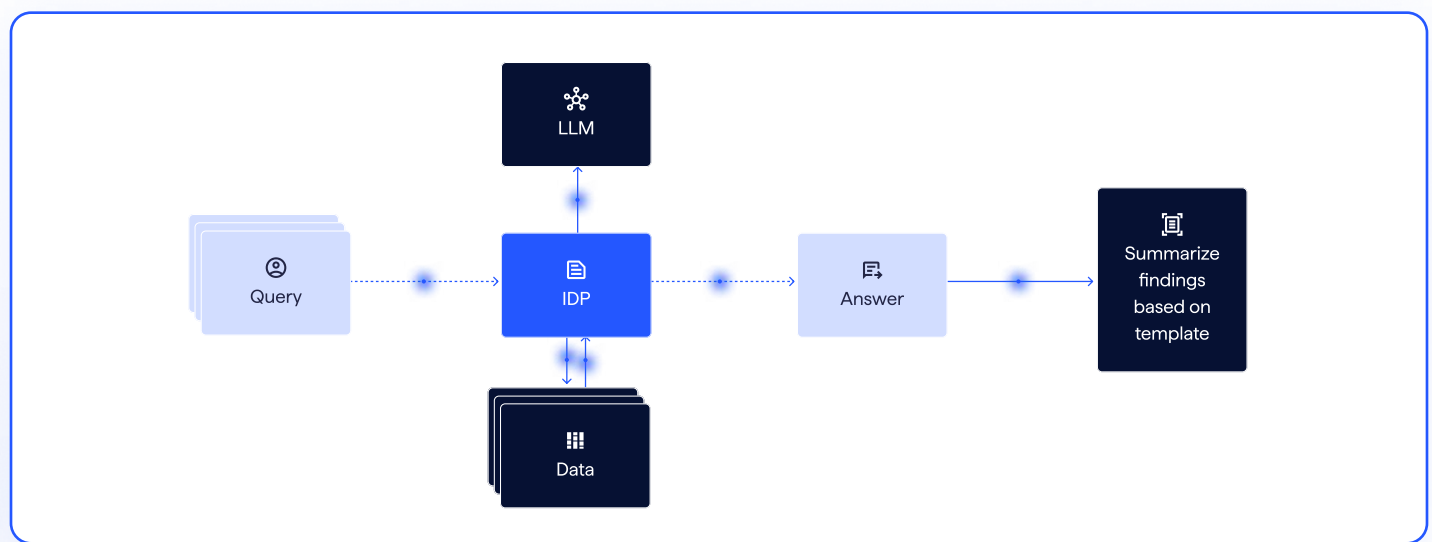 LLM
Query
IDP
Answer
Summarize
findings
based on
template
Data